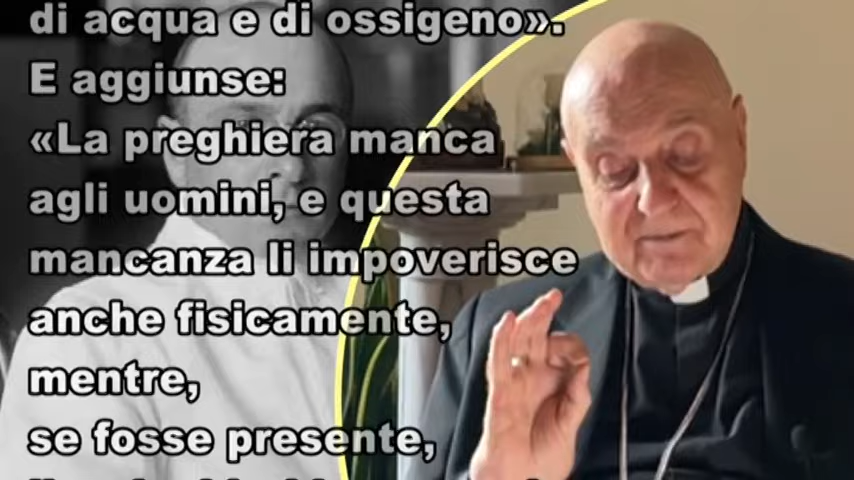 di acqua e di ossigeno».
E aggiunse:
«La preghiera manca
agli uomini, e questa
mancanza li impoverisce
anche fisicamente,
mentre,
se fosse presente,